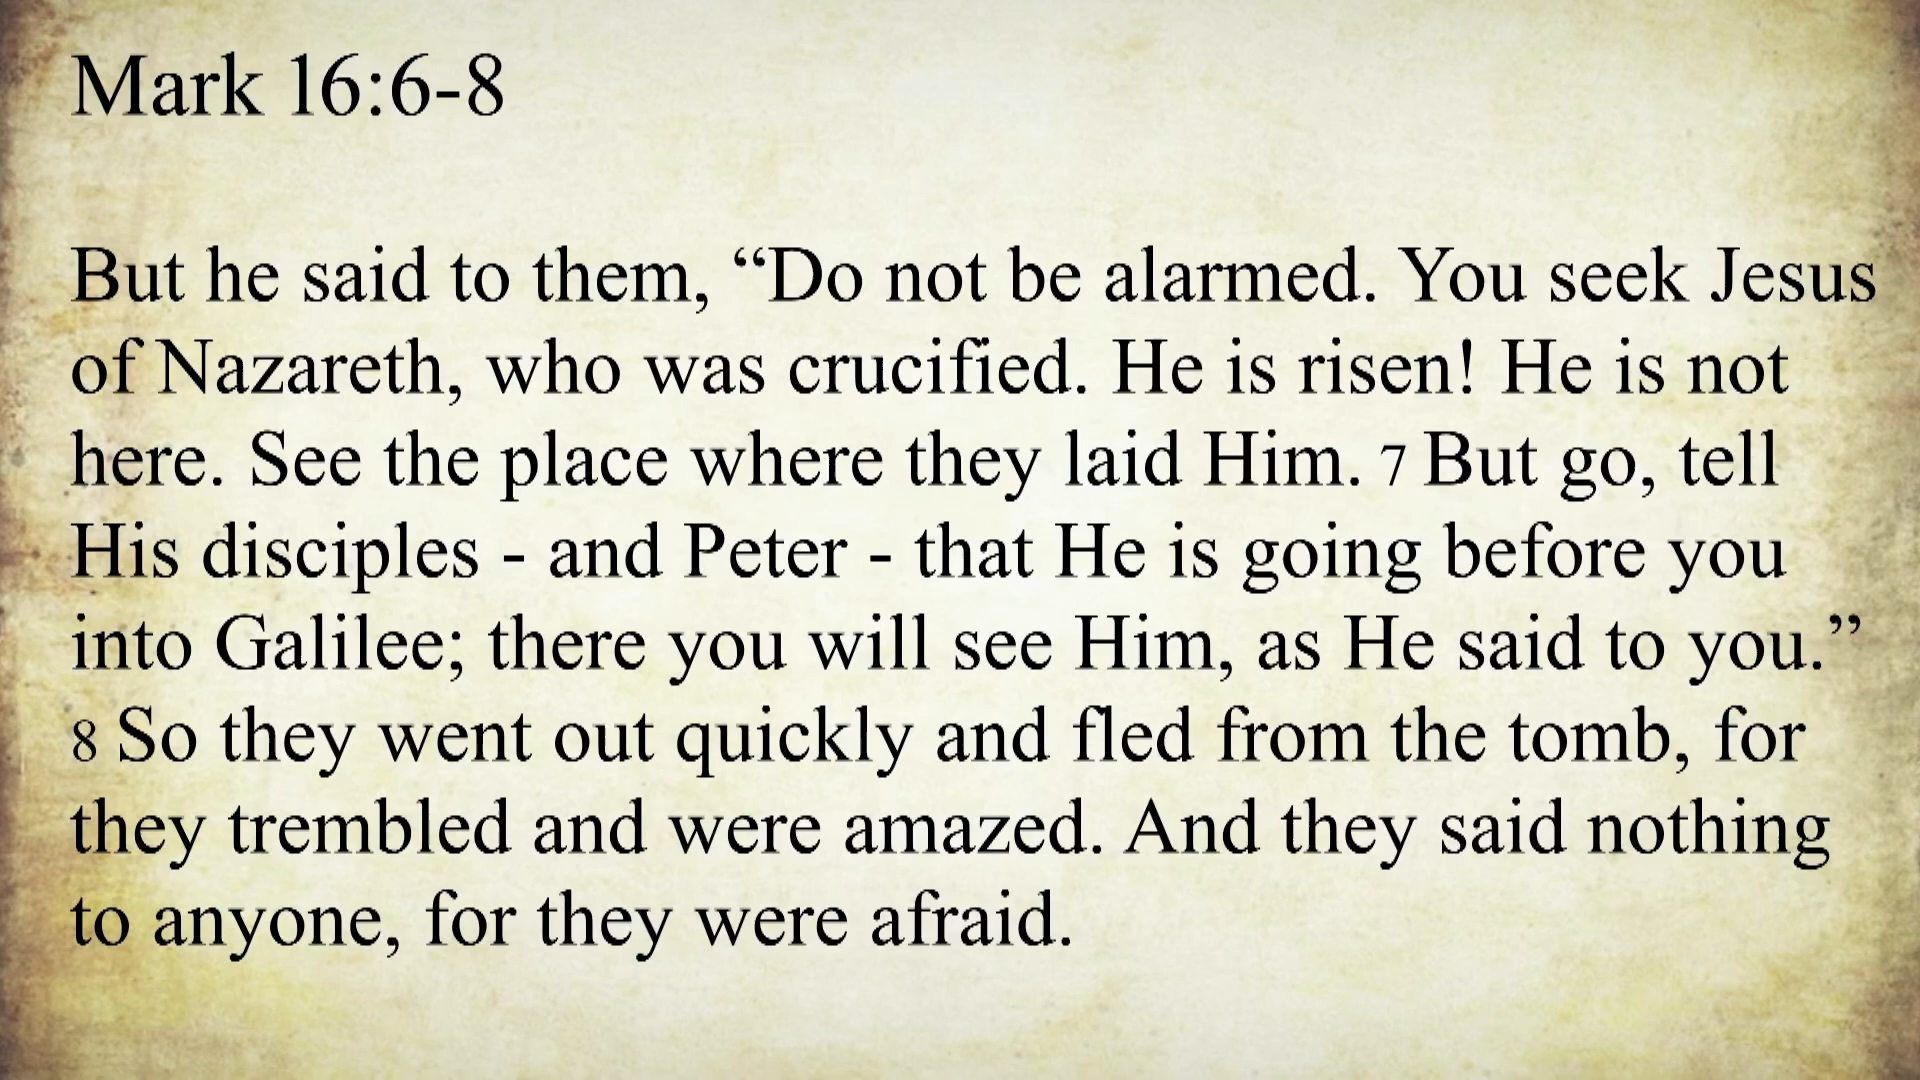 Mark 16:6-8
But he said to them, “Do not be alarmed. You seek Jesus
of Nazareth, who was crucified. He is risen! He is not
here. See the place where they laid Him. 7 But go, tell
His disciples - and Peter - that He is going before you
into Galilee; there you will see Him, as He said to you.”
8 So they went out quickly and fled from the tomb, for
they trembled and were amazed. And they said nothing
to anyone, for they were afraid.